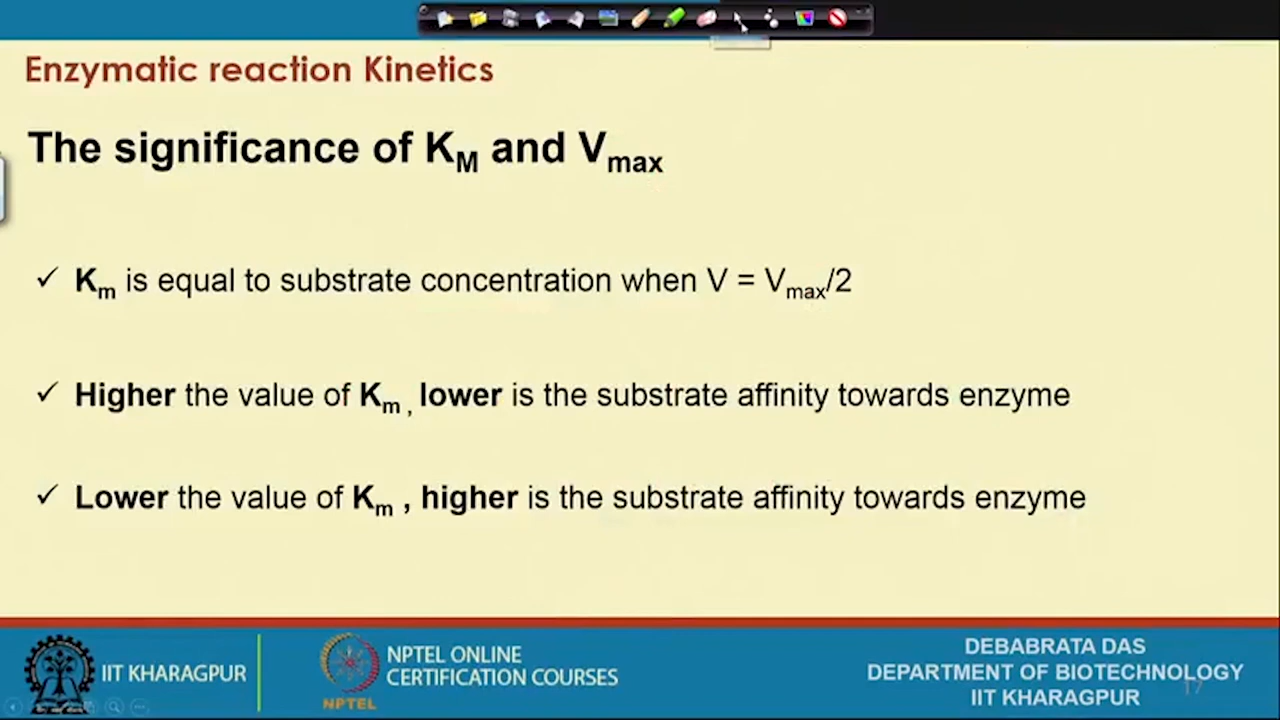 Enzymatic reaction Kinetics
The significance of KM and Vmax
✓ Km is equal to substrate concentration when V = Vmax/2
✓ Higher the value of Km , lower is the substrate affinity towards enzyme
✓ Lower the value of Km , higher is the substrate affinity towards enzyme
IIT KHARAGPUR
NPTEL
NPTEL ONLINE
CERTIFICATION COURSES
DEBABRATA DAS
DEPARTMENT OF BIOTECHNOLOGY
IIT KHARAGPUR
17